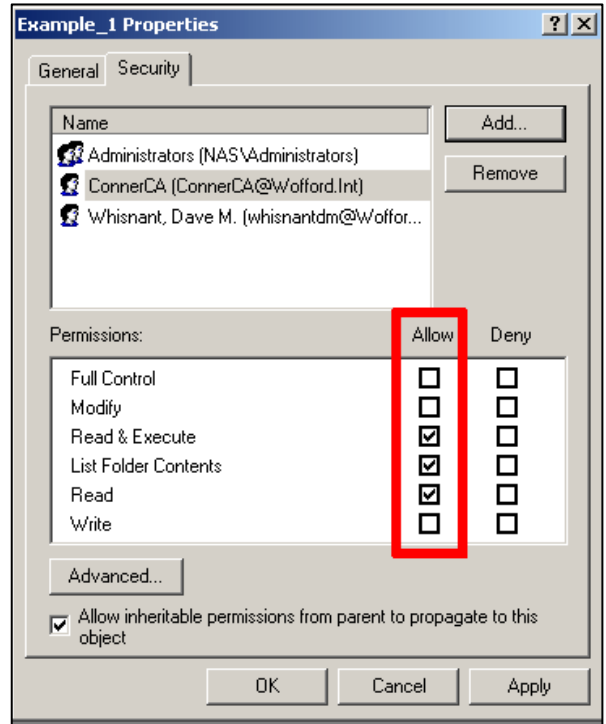 Example_1 Properties
General Security
Name
Add...
Administrators (NAS\Administrators)
ConnerCA (ConnerCA@Wofford.Int)
Remove
Whisnant, Dave M. (whisnantdm@Woffor...
Permissions: Allow Deny
Full Control
Modify
Read & Execute
List Folder Contents
Read
Write
Advanced...
Allow inheritable permissions from parent to propagate to this
object
OK Cancel Apply